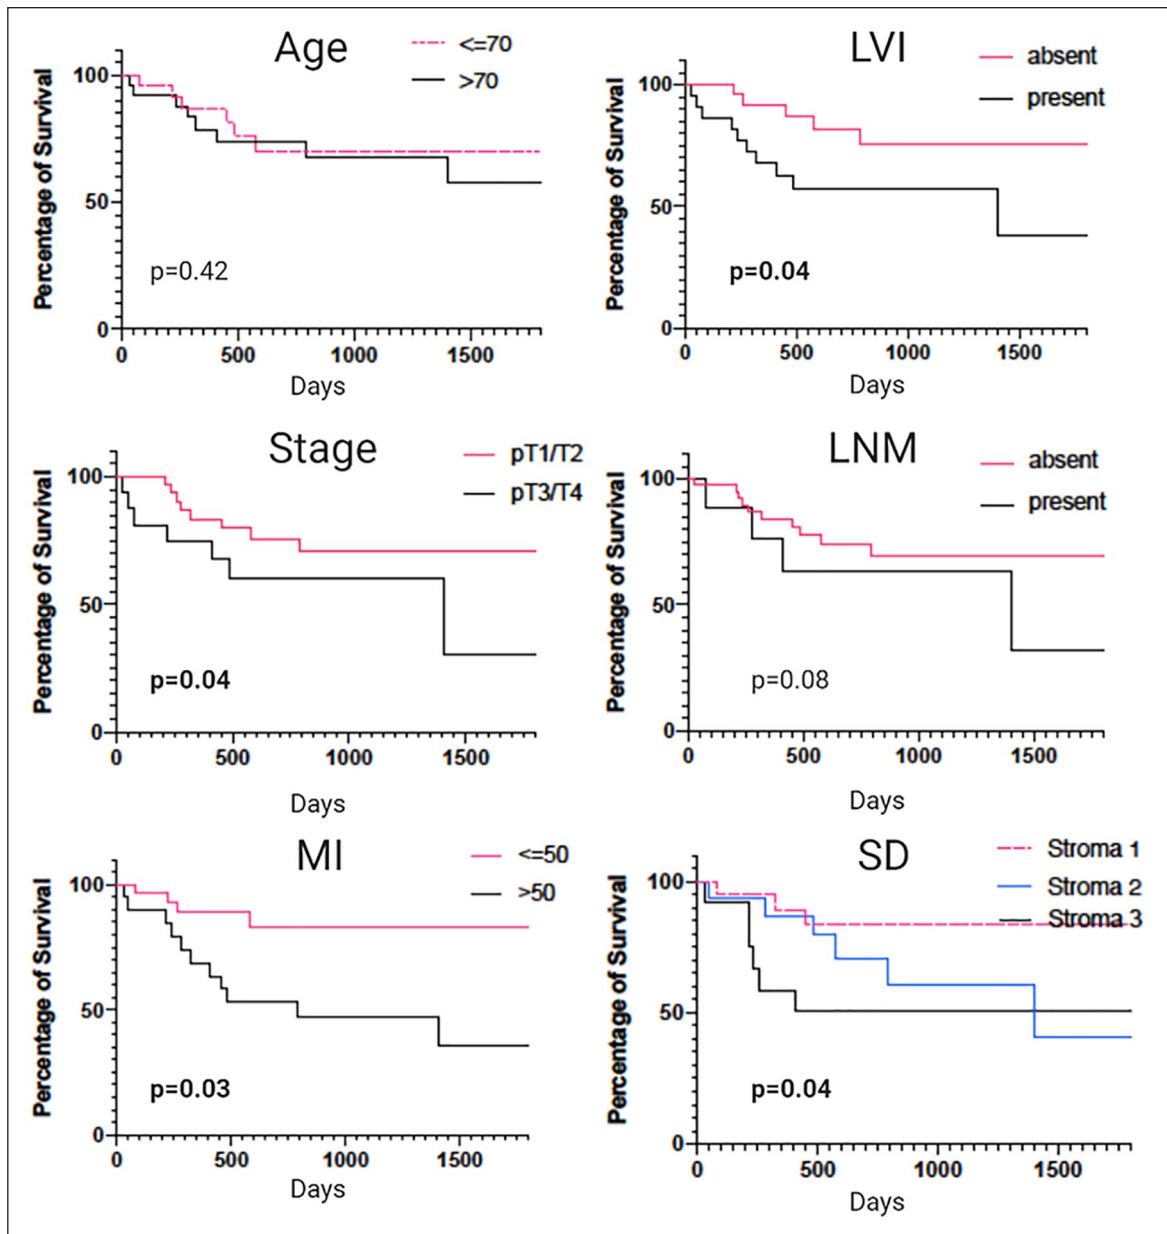 Age
<=70
>70
Percentage of Survival
100
50
0
p=0.42
0 500 1000 1500
Days
LVI
absent
present
Percentage of Survival
100
50
0
p=0.04
0 500 1000 1500
Days
Stage
pT1/T2
pT3/T4
Percentage of Survival
100
50
0
p=0.04
0 500 1000 1500
Days
LNM
absent
present
Percentage of Survival
100
50
0
p=0.08
0 500 1000 1500
Days
MI
<=50
>50
Percentage of Survival
100
50
0
p=0.03
0 500 1000 1500
Days
SD
Stroma 1
Stroma 2
Stroma 3
Percentage of Survival
100
50
0
p=0.04
0 500 1000 1500
Days